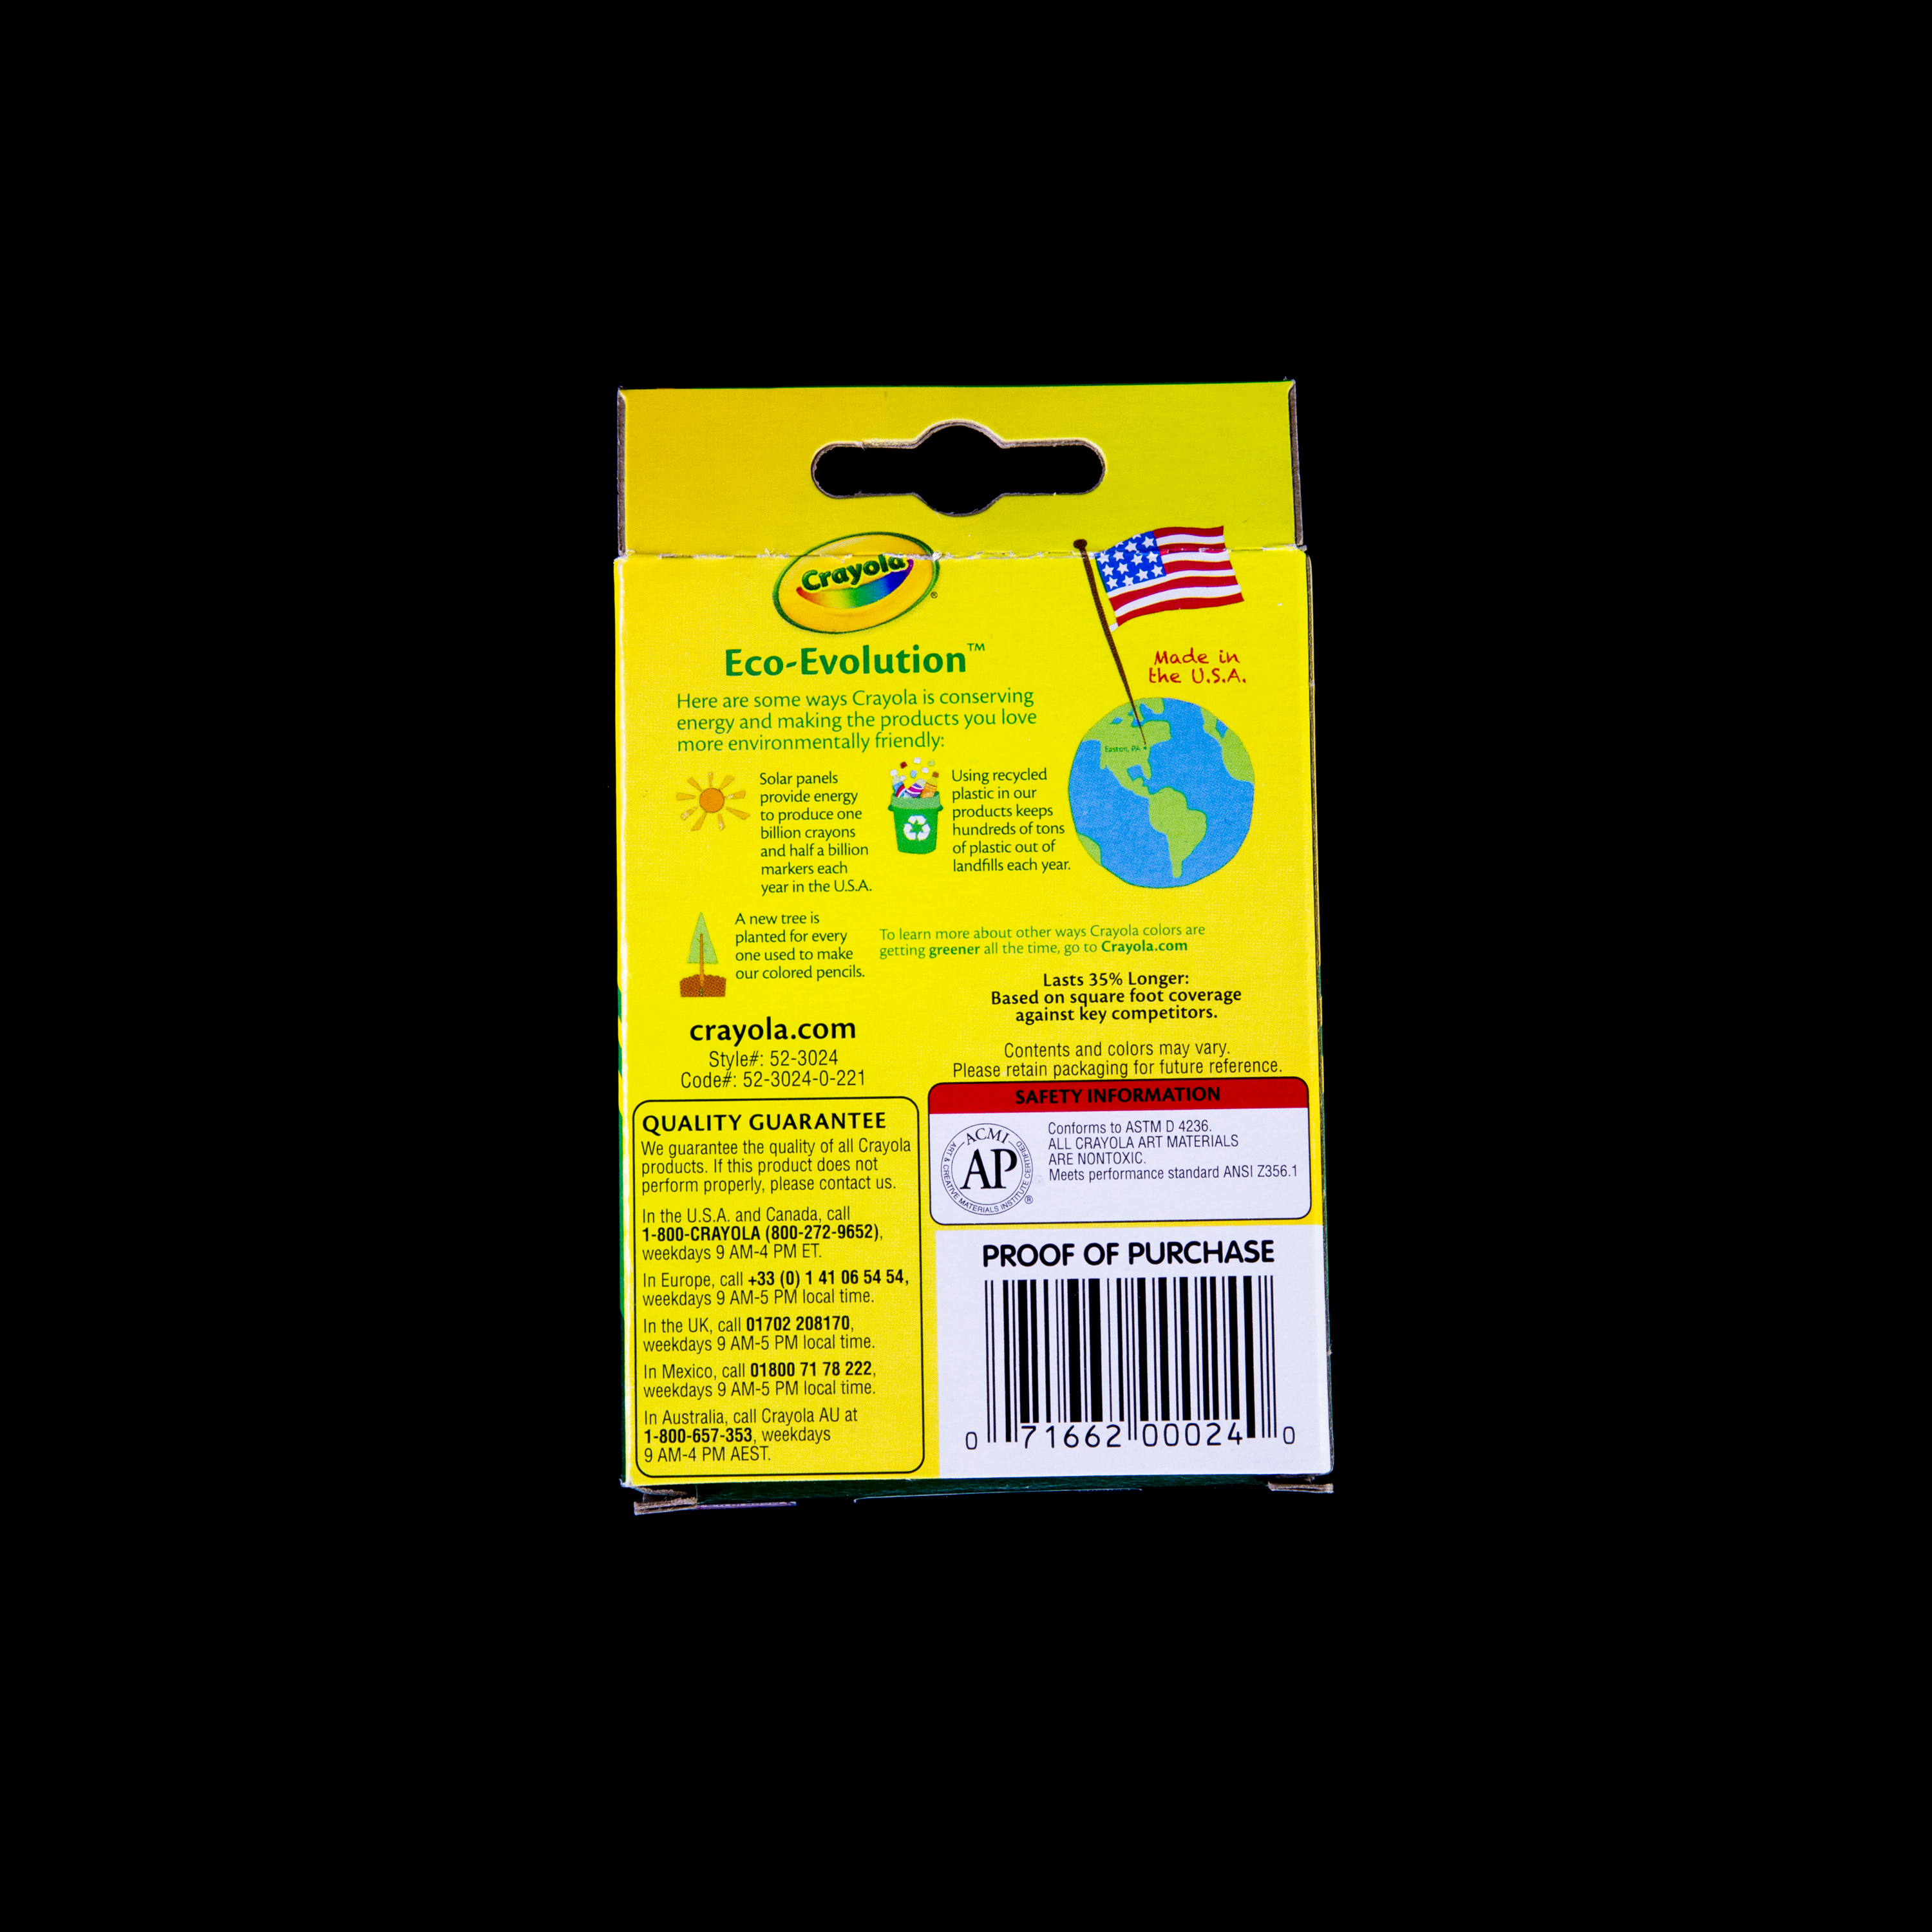 Crayola
®
Eco-Evolution™
Made in
the U.S.A.
Here are some ways Crayola is conserving
energy and making the products you love
more environmentally friendly:
Easton, PA
Solar panels
provide energy
to produce one
billion crayons
and half a billion
markers each
year in the U.S.A.
Using recycled
plastic in our
products keeps
hundreds of tons
of plastic out of
landfills each year.
A new tree is
planted for every
one used to make
our colored pencils.
To learn more about other ways Crayola colors are
getting greener all the time, go to Crayola.com
Lasts 35% Longer:
Based on square foot coverage
against key competitors.
crayola.com
Style#: 52-3024
Code#: 52-3024-0-221
Contents and colors may vary.
Please retain packaging for future reference.
QUALITY GUARANTEE
We guarantee the quality of all Crayola
products. If this product does not
perform properly, please contact us.
In the U.S.A. and Canada, call
1-800-CRAYOLA (800-272-9652),
weekdays 9 AM-4 PM ET.
In Europe, call +33 (0) 1 41 06 54 54,
weekdays 9 AM-5 PM local time.
In the UK, call 01702 208170,
weekdays 9 AM-5 PM local time.
In Mexico, call 01800 71 78 222,
weekdays 9 AM-5 PM local time.
In Australia, call Crayola AU at
1-800-657-353, weekdays
9 AM-4 PM AEST.
SAFETY INFORMATION
ACMI
AP
ART & CREATIVE MATERIALS INSTITUTE CERTIFIED
®
Conforms to ASTM D 4236.
ALL CRAYOLA ART MATERIALS
ARE NONTOXIC.
Meets performance standard ANSI Z356.1
PROOF OF PURCHASE
0 71662 00024 0